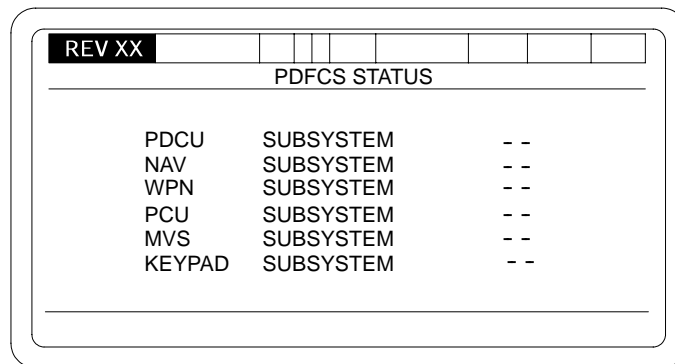 REV XX
PDFCS STATUS
PDCU SUBSYSTEM - -
NAV SUBSYSTEM - -
WPN SUBSYSTEM - -
PCU SUBSYSTEM - -
MVS SUBSYSTEM - -
KEYPAD SUBSYSTEM - -